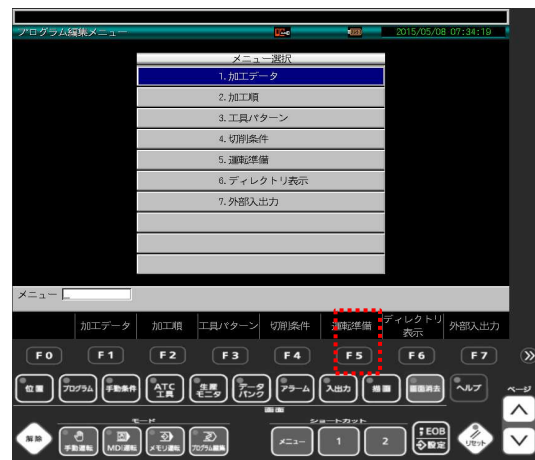 プログラム編集メニュー 2015/05/08 07:34:19
メニュー選択
1.加工データ
2.加工順
3.工具パターン
4.切削条件
5.運転準備
6.ディレクトリ表示
7.外部入出力
メニュー
加工データ 加工順 工具パターン 切削条件 運転準備 ディレクトリ表示 外部入出力
F0 F1 F2 F3 F4 F5 F6 F7
位置 プログラム 手動条件 ATC工具 生産モニタ データバンク アラーム 入出力 描画 画面消去 ヘルプ ページ
画面
モード ショートカット
解除 手動運転 MDI運転 メモリ運転 プログラム編集 メニュー 1 2 ;EOB 設定 リセット